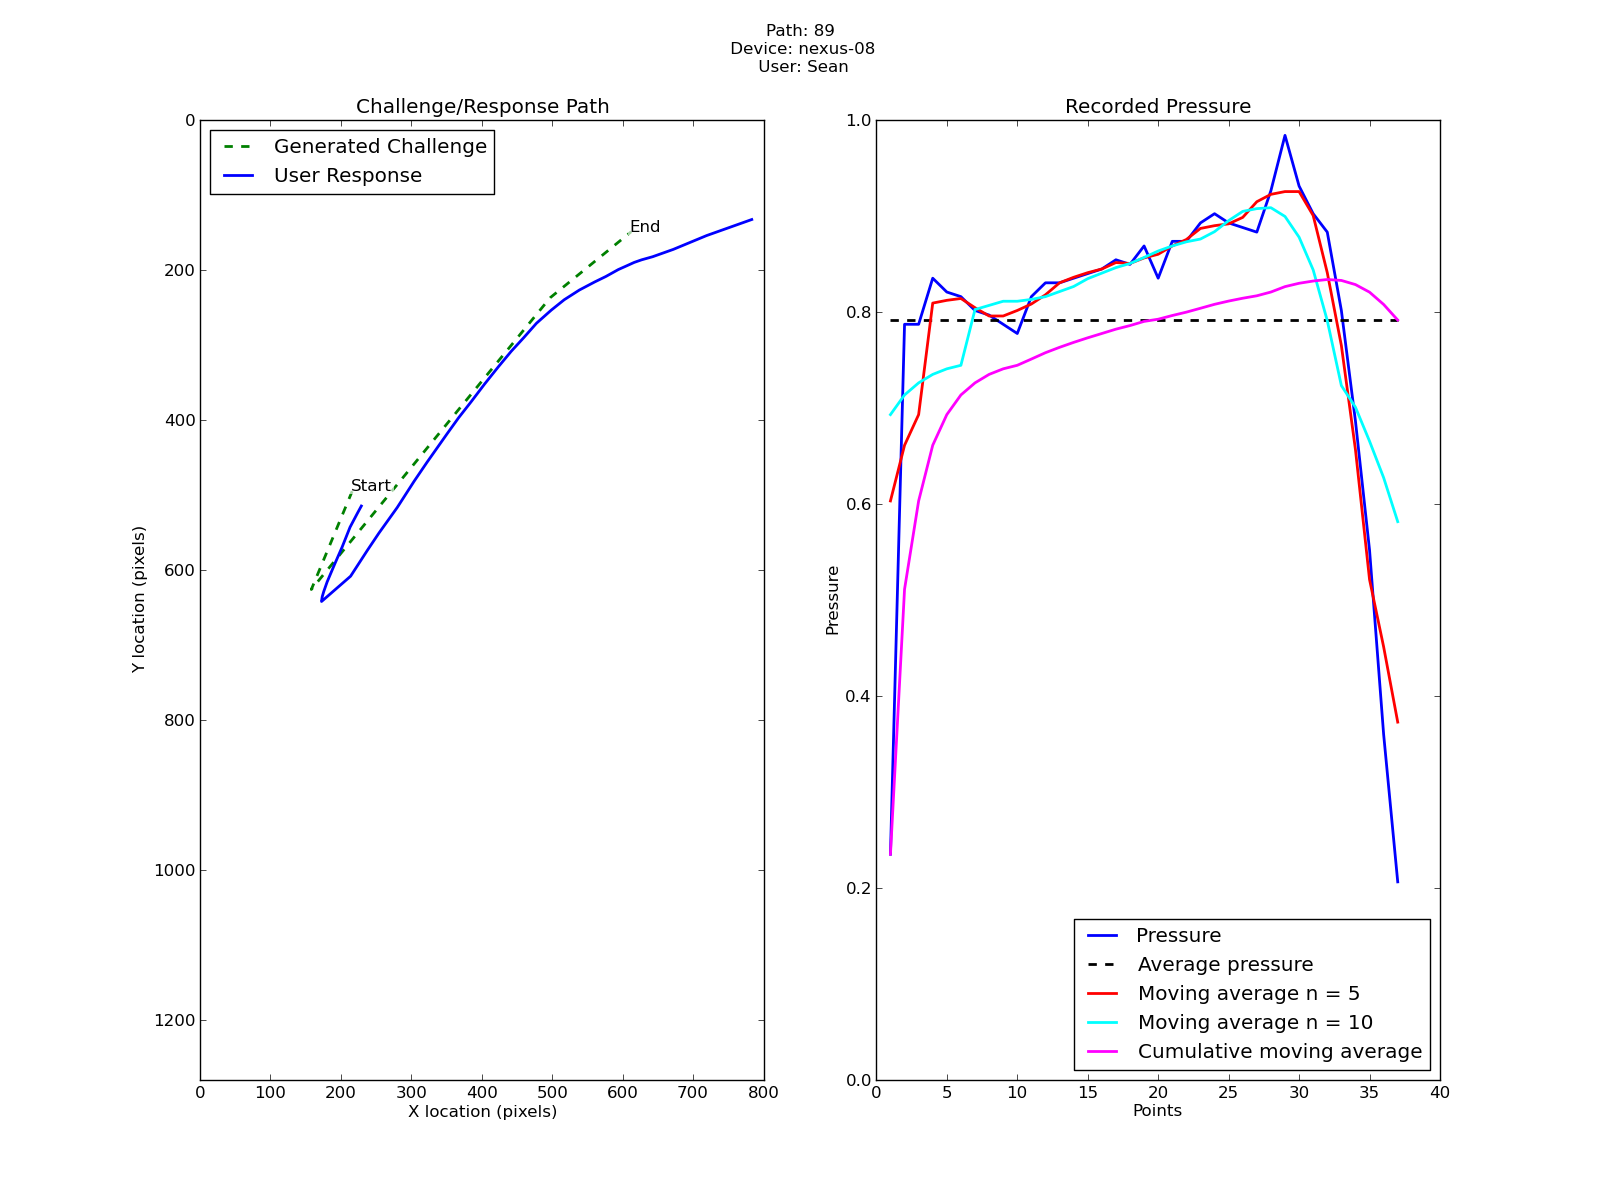 Path: 89
Device: nexus-08
User: Sean
Challenge/Response Path
Generated Challenge
User Response
End
Start
0
200
400
600
800
1000
1200
Y location (pixels)
0 100 200 300 400 500 600 700 800
X location (pixels)
Recorded Pressure
1.0
0.8
0.6
0.4
0.2
0.0
Pressure
Pressure
Average pressure
Moving average n = 5
Moving average n = 10
Cumulative moving average
0 5 10 15 20 25 30 35 40
Points